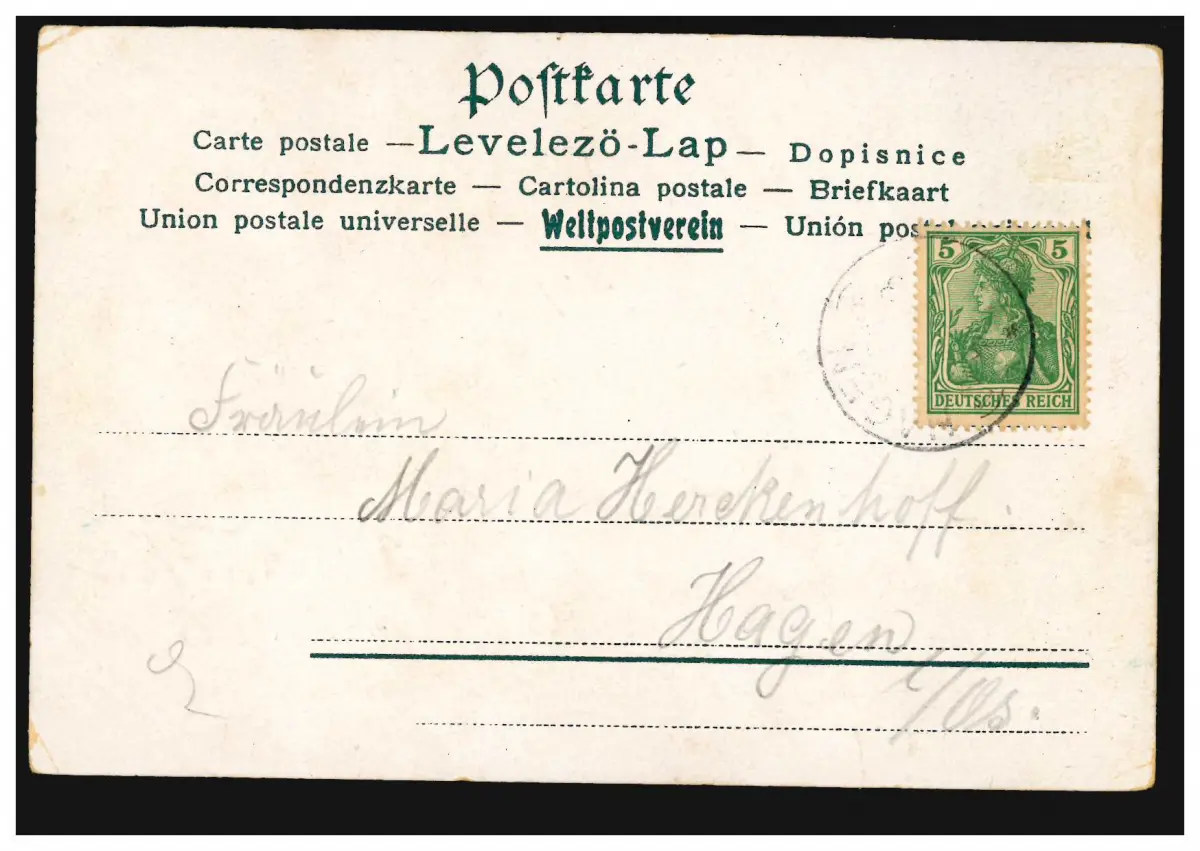 Postkarte
Carte postale — Levelezö-Lap — Dopisnice
Correspondenzkarte — Cartolina postale — Briefkaart
Union postale universelle — Weltpostverein — Unión
5 5
DEUTSCHES REICH
Fräulein
Maria Herckenhoff.
Hagen